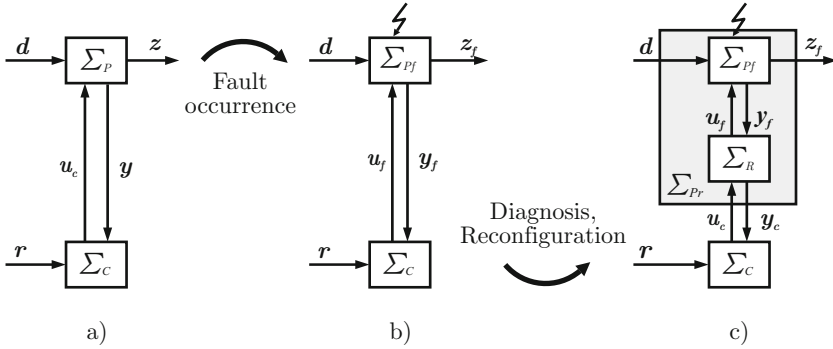 d Σ_P z
u_c y
r Σ_C
a)
Fault
occurrence
d Σ_Pf z_f
u_f y_f
r Σ_C
b)
Diagnosis,
Reconfiguration
d Σ_Pf z_f
u_f y_f
Σ_R
Σ_Pr
u_c y_c
r Σ_C
c)